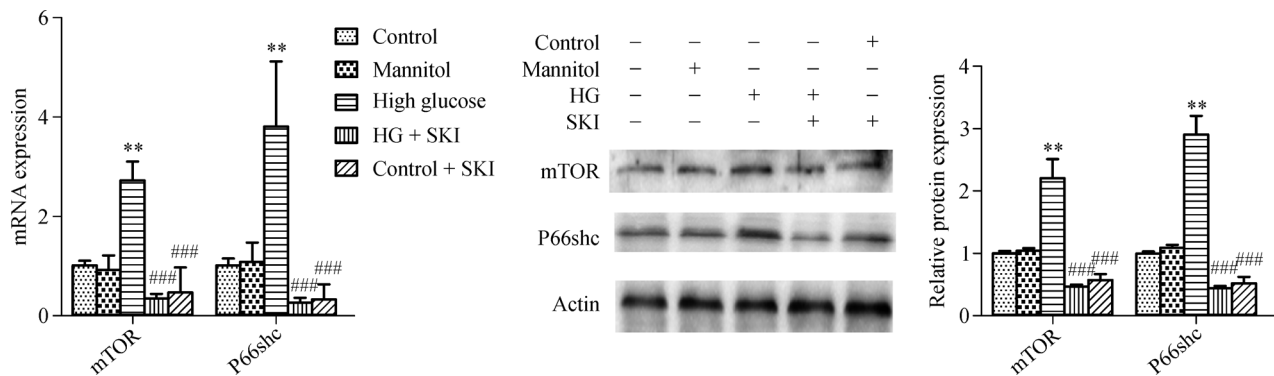 6
4
2
0
mRNA expression
**
**
###
###
###
###
mTOR
P66shc
Control
Mannitol
High glucose
HG + SKI
Control + SKI
Control − − − − +
Mannitol − + − − −
HG − − + + −
SKI − − − + +
mTOR
P66shc
Actin
4
3
2
1
0
Relative protein expression
**
**
###
###
###
###
mTOR
P66shc